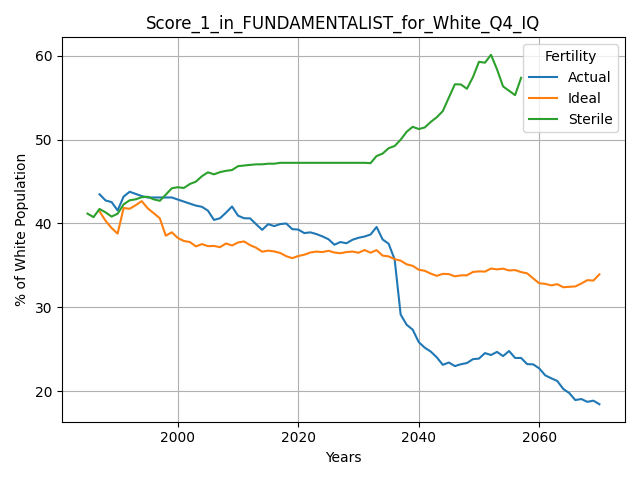 Score_1_in_FUNDAMENTALIST_for_White_Q4_IQ
% of White Population
60
50
40
30
20
Fertility
Actual
Ideal
Sterile
2000
2020
2040
2060
Years